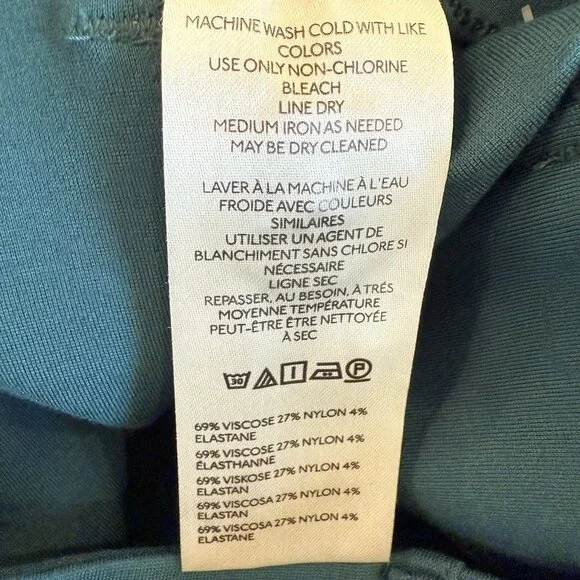 MACHINE WASH COLD WITH LIKE
COLORS
USE ONLY NON-CHLORINE
BLEACH
LINE DRY
MEDIUM IRON AS NEEDED
MAY BE DRY CLEANED
LAVER À LA MACHINE À L'EAU
FROIDE AVEC COULEURS
SIMILAIRES
UTILISER UN AGENT DE
BLANCHIMENT SANS CHLORE SI
NÉCESSAIRE
LIGNE SEC
REPASSER, AU BESOIN, À TRÉS
MOYENNE TEMPÉRATURE
PEUT-ÊTRE ÊTRE NETTOYÉE
À SEC
30 P
69% VISCOSE 27% NYLON 4%
ELASTANE
69% VISCOSE 27% NYLON 4%
ÉLASTHANNE
69% VISKOSE 27% NYLON 4%
ELASTAN
69% VISCOSA 27% NYLON 4%
ELASTAN
69% VISCOSA 27% NYLON 4%
ELASTANE